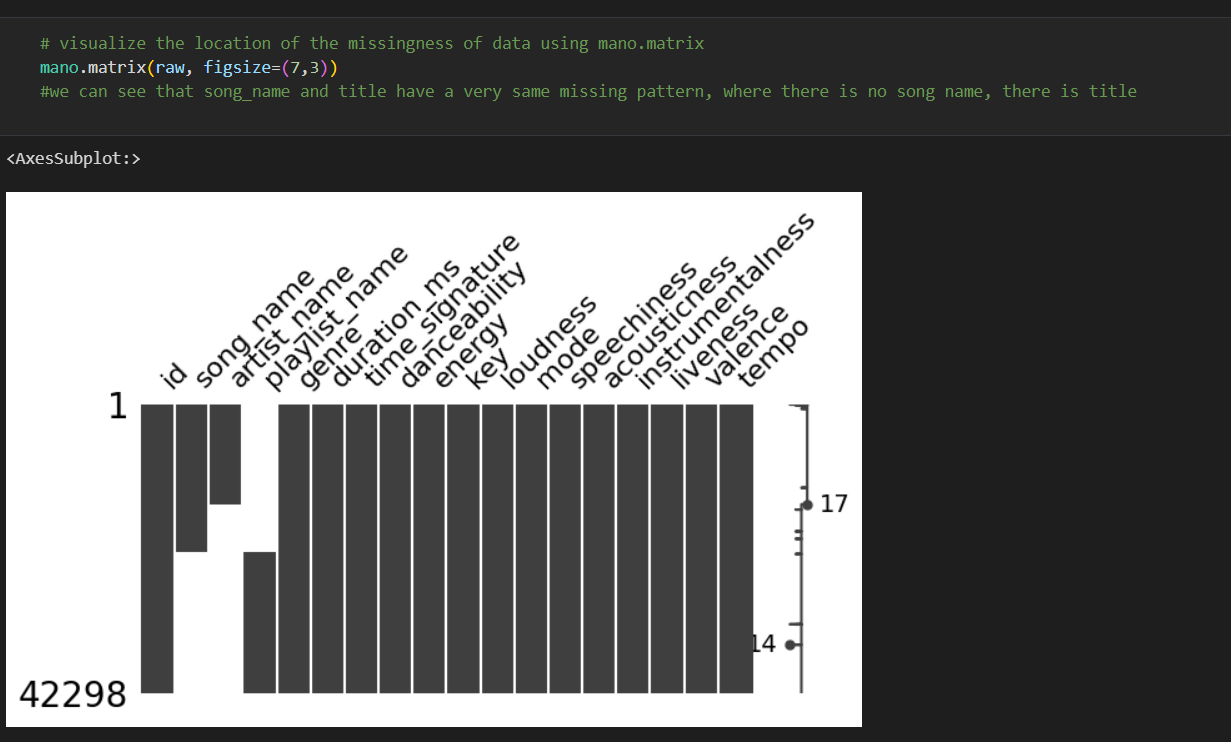 # visualize the location of the missingness of data using mano.matrix
mano.matrix(raw, figsize=(7,3))
#we can see that song_name and title have a very same missing pattern, where there is no song name, there is title
<AxesSubplot:>
id
song_name
artist_name
playlist_name
genre
duration_ms
time_signature
danceability
energy
key
loudness
mode
speechiness
acousticness
instrumentalness
liveness
valence
tempo
1
17
14
42298